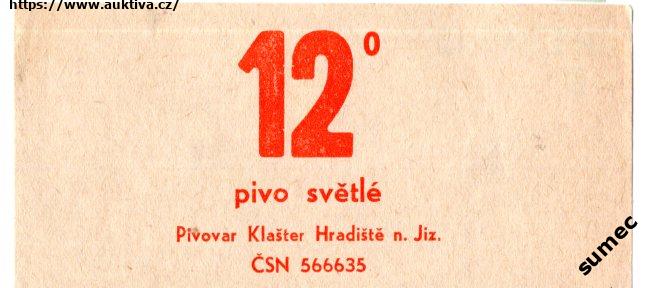 https://www.auktiva.cz/
12°
pivo světlé
Pivovar Klašter Hradiště n. Jiz.
ČSN 566635
sumec